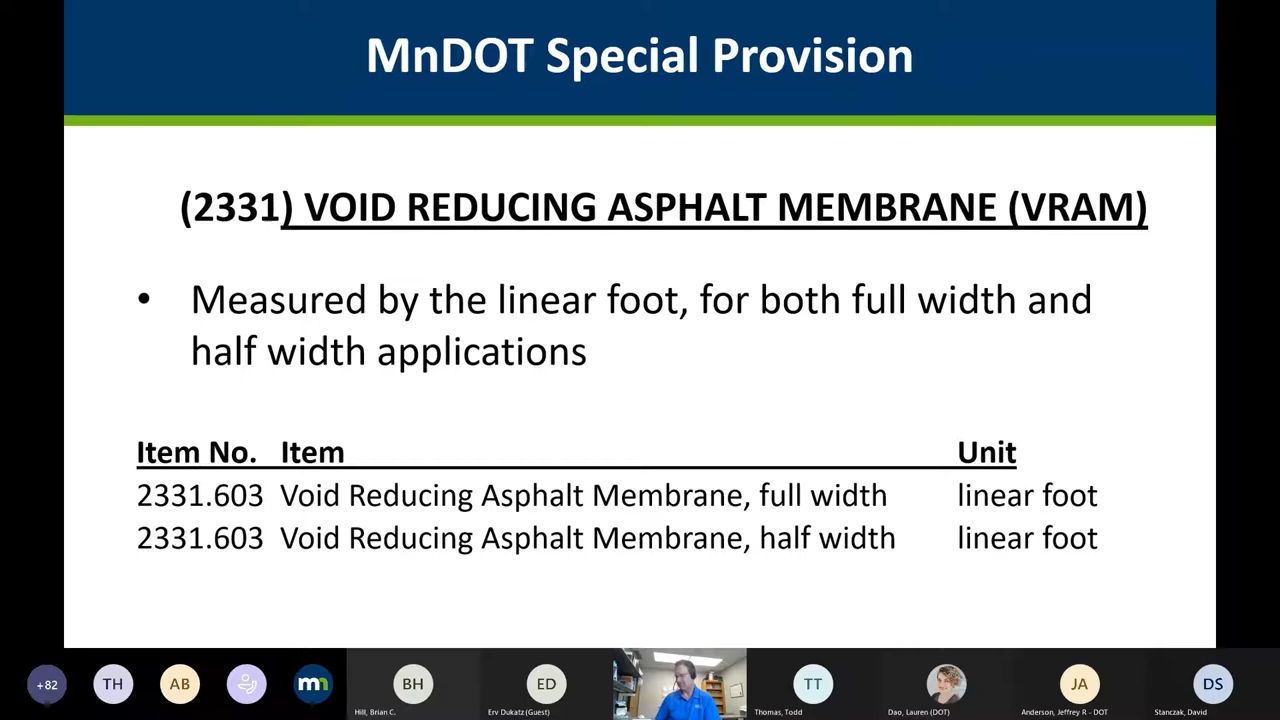 MnDOT Special Provision
(2331) VOID REDUCING ASPHALT MEMBRANE (VRAM)
• Measured by the linear foot, for both full width and
half width applications
Item No. Item Unit
2331.603 Void Reducing Asphalt Membrane, full width linear foot
2331.603 Void Reducing Asphalt Membrane, half width linear foot
+82 TH AB mn BH ED TT JA DS
Hill, Brian C. Erv Dukatz (Guest) Thomas, Todd Dao, Lauren (DOT) Anderson, Jeffrey R - DOT Stanczak, David